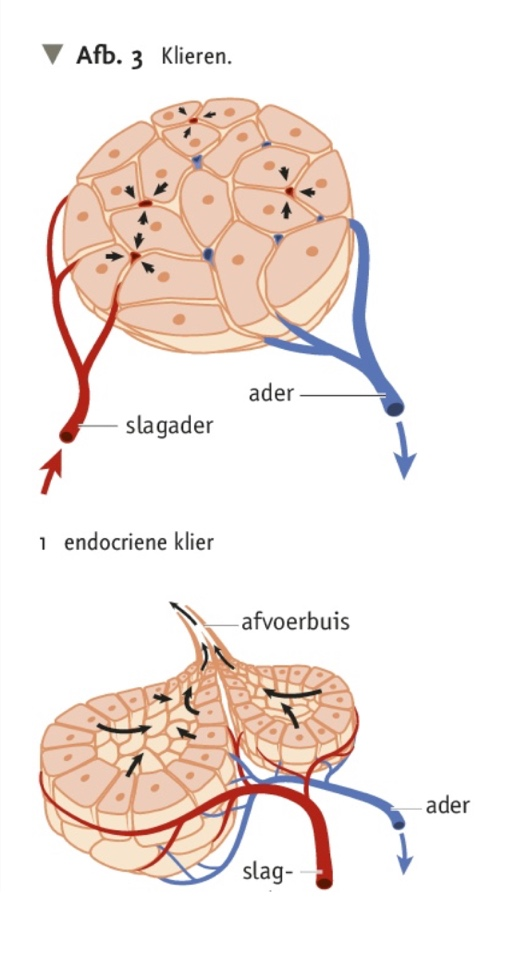 ▼ Afb. 3 Klieren.
ader
slagader
1 endocriene klier
afvoerbuis
ader
slag-